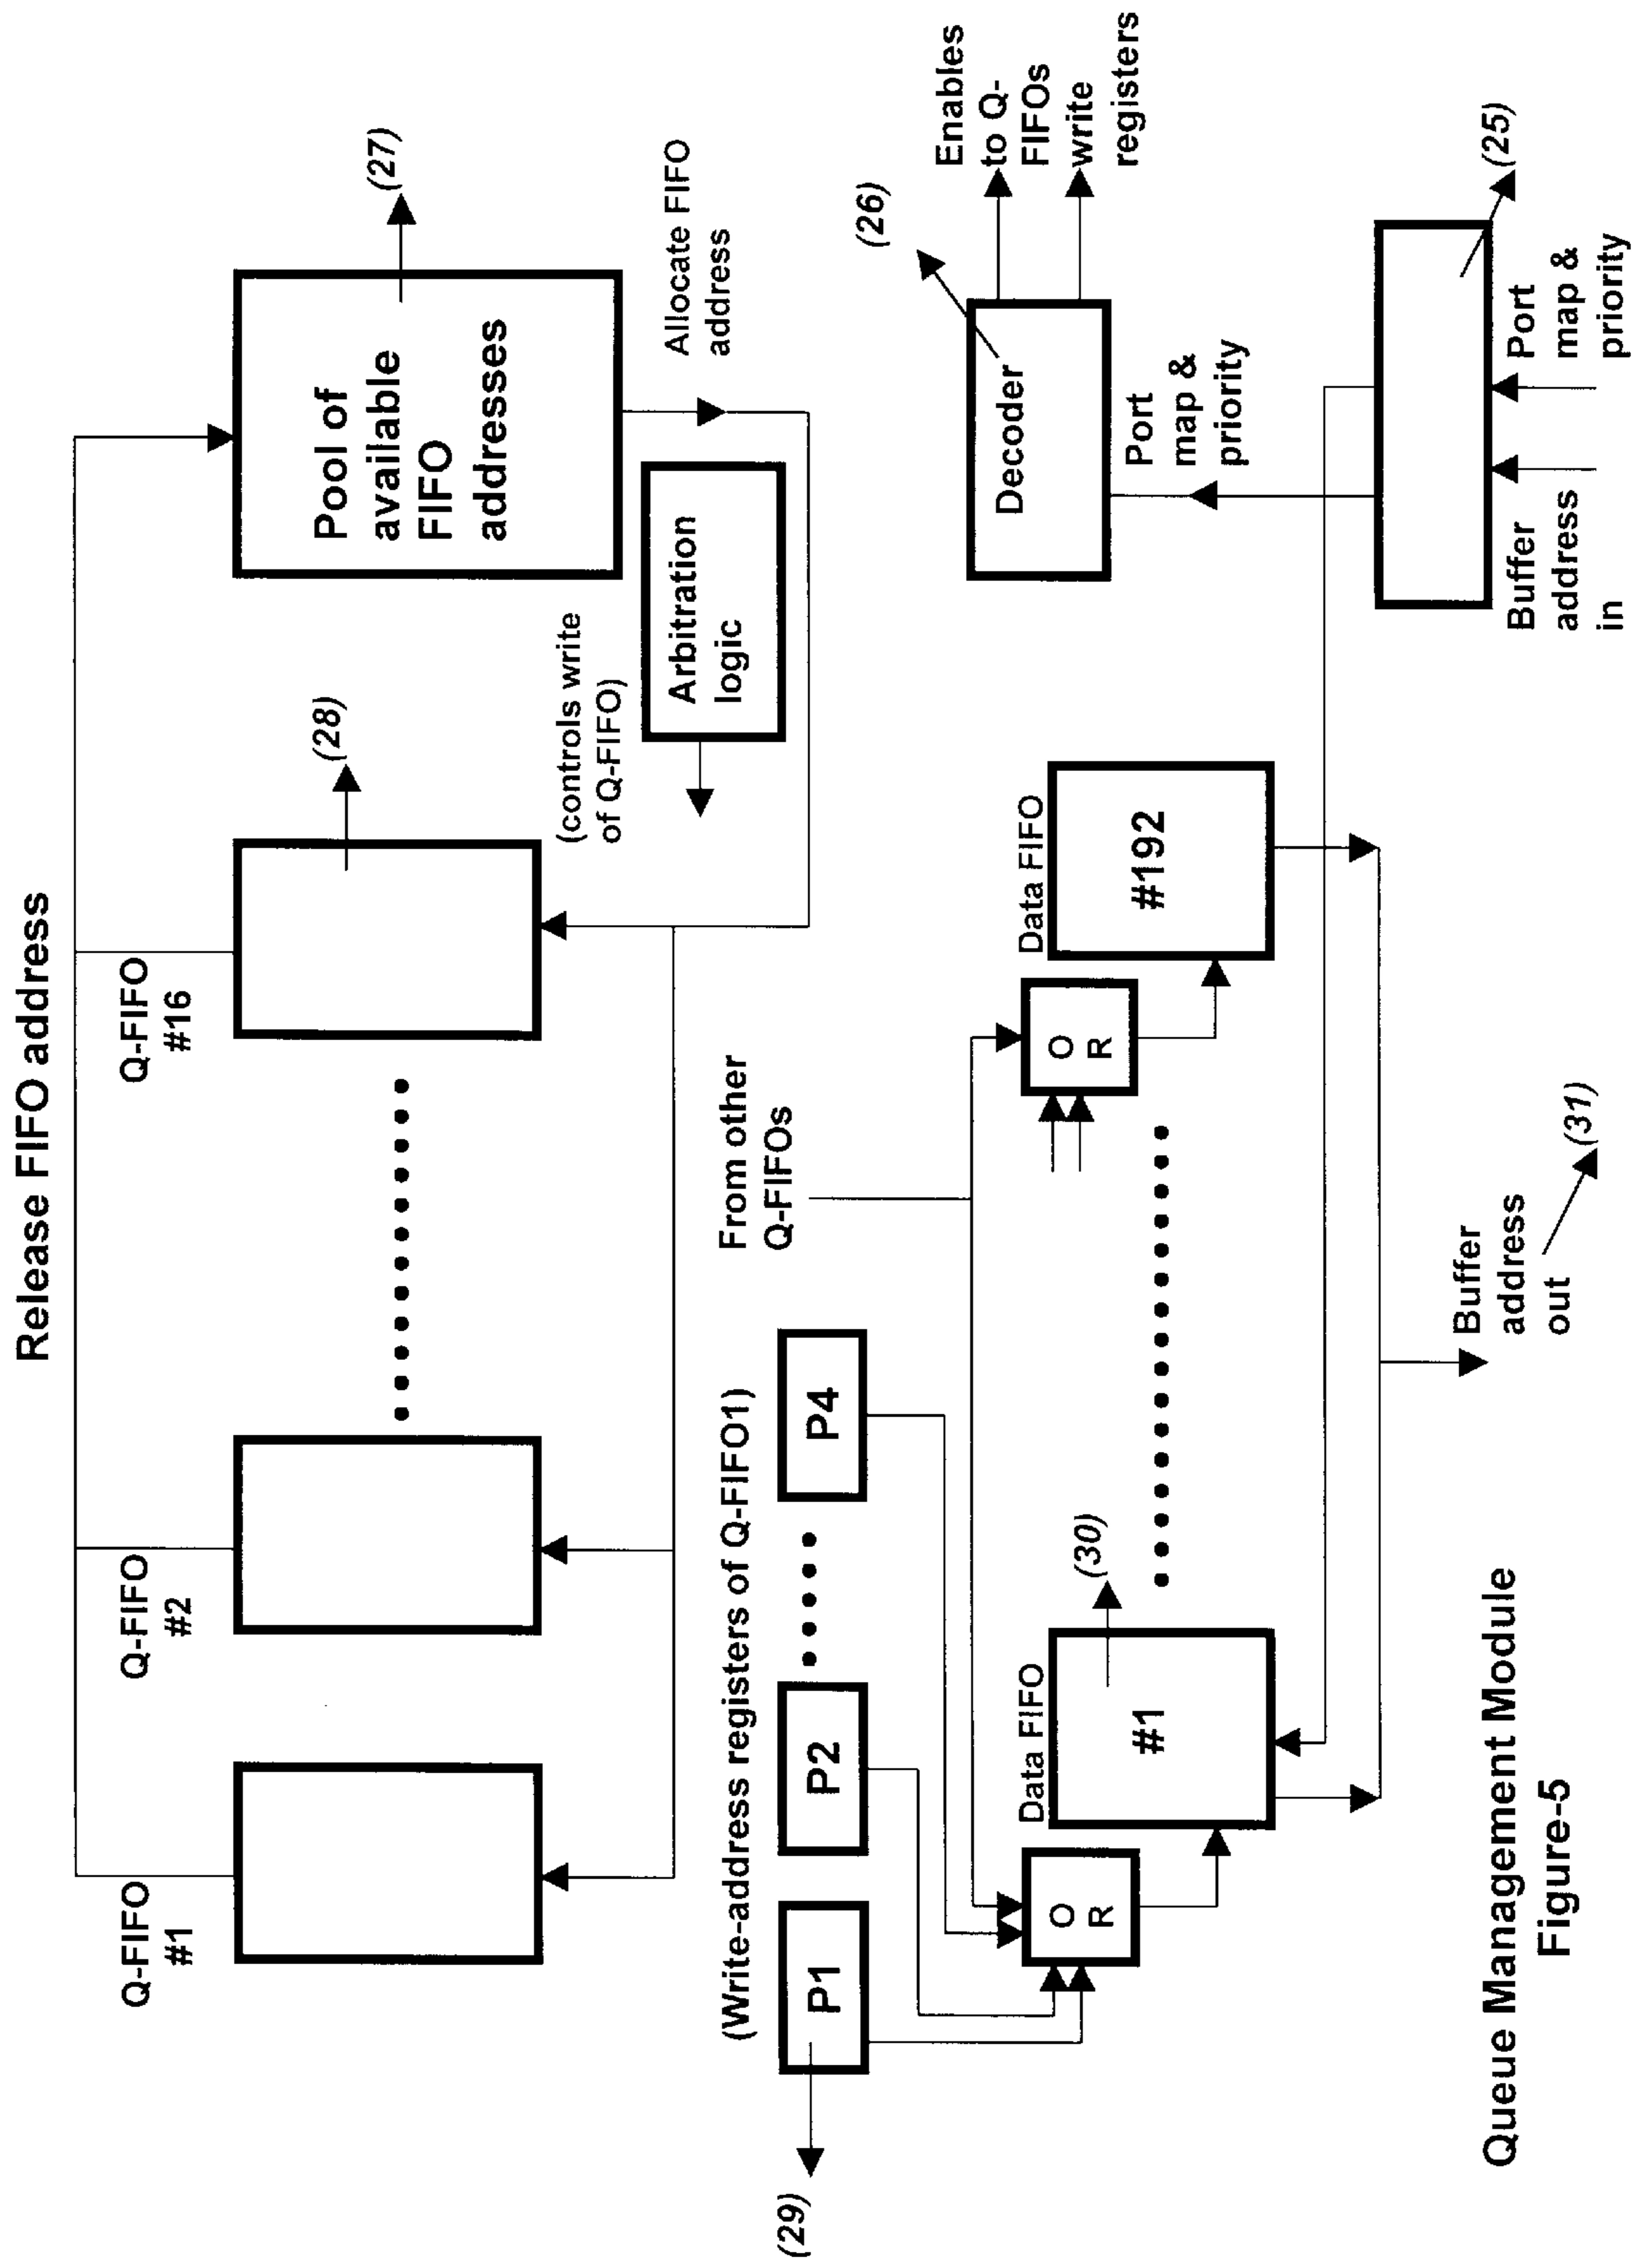 Release FIFO address
Q-FIFO
#1
Q-FIFO
#2
Q-FIFO
#16
(28)
Pool of
available
FIFO
addresses
(27)
Allocate FIFO
address
(controls write
of Q-FIFO)
Arbitration
logic
(Write-address registers of Q-FIFO1)
P1
P2
P4
(29)
From other
Q-FIFOs
O
R
Data FIFO
#1
(30)
O
R
Data FIFO
#192
Decoder
(26)
Enables
to Q-
FIFOs
write
registers
Port
map &
priority
(25)
Buffer
address
in
Port
map &
priority
Buffer
address
out
(31)
Queue Management Module
Figure-5